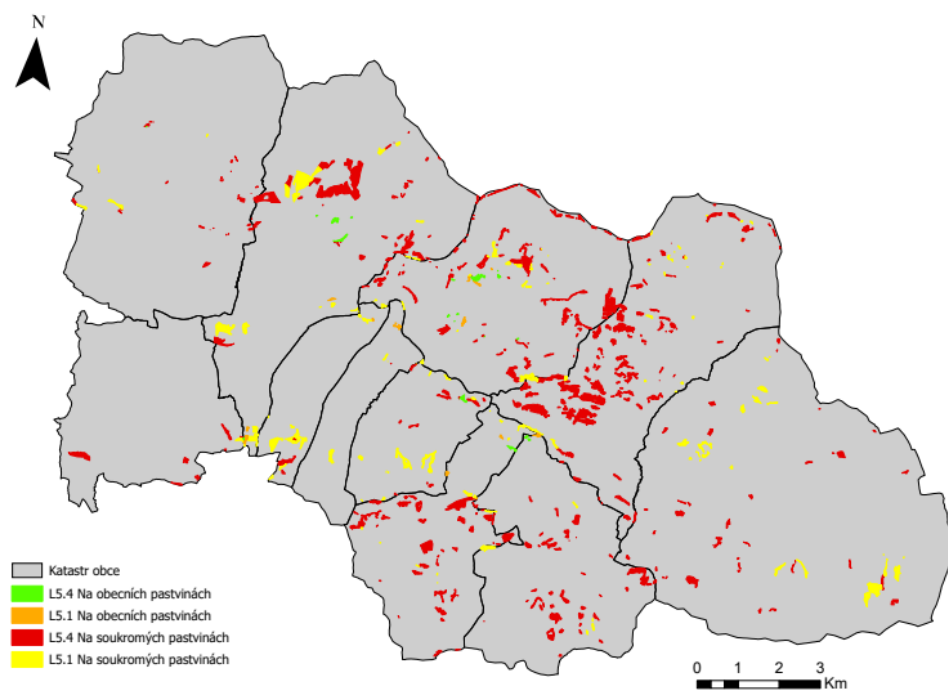 N
Katastr obce
L5.4 Na obecních pastvinách
L5.1 Na obecních pastvinách
L5.4 Na soukromých pastvinách
L5.1 Na soukromých pastvinách
0 1 2 3
Km